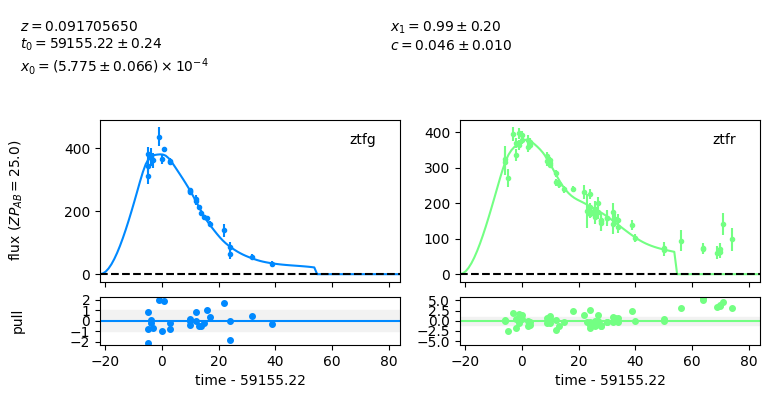 z = 0.091705650
t₀ = 59155.22 ± 0.24
x₀ = (5.775 ± 0.066) × 10⁻⁴
x₁ = 0.99 ± 0.20
c = 0.046 ± 0.010
flux (ZP_AB = 25.0)
ztfg
400
200
0
ztfr
400
300
200
100
0
pull
2
1
0
−1
−2
5.0
2.5
0.0
−2.5
−5.0
−20 0 20 40 60 80
−20 0 20 40 60 80
time - 59155.22
time - 59155.22